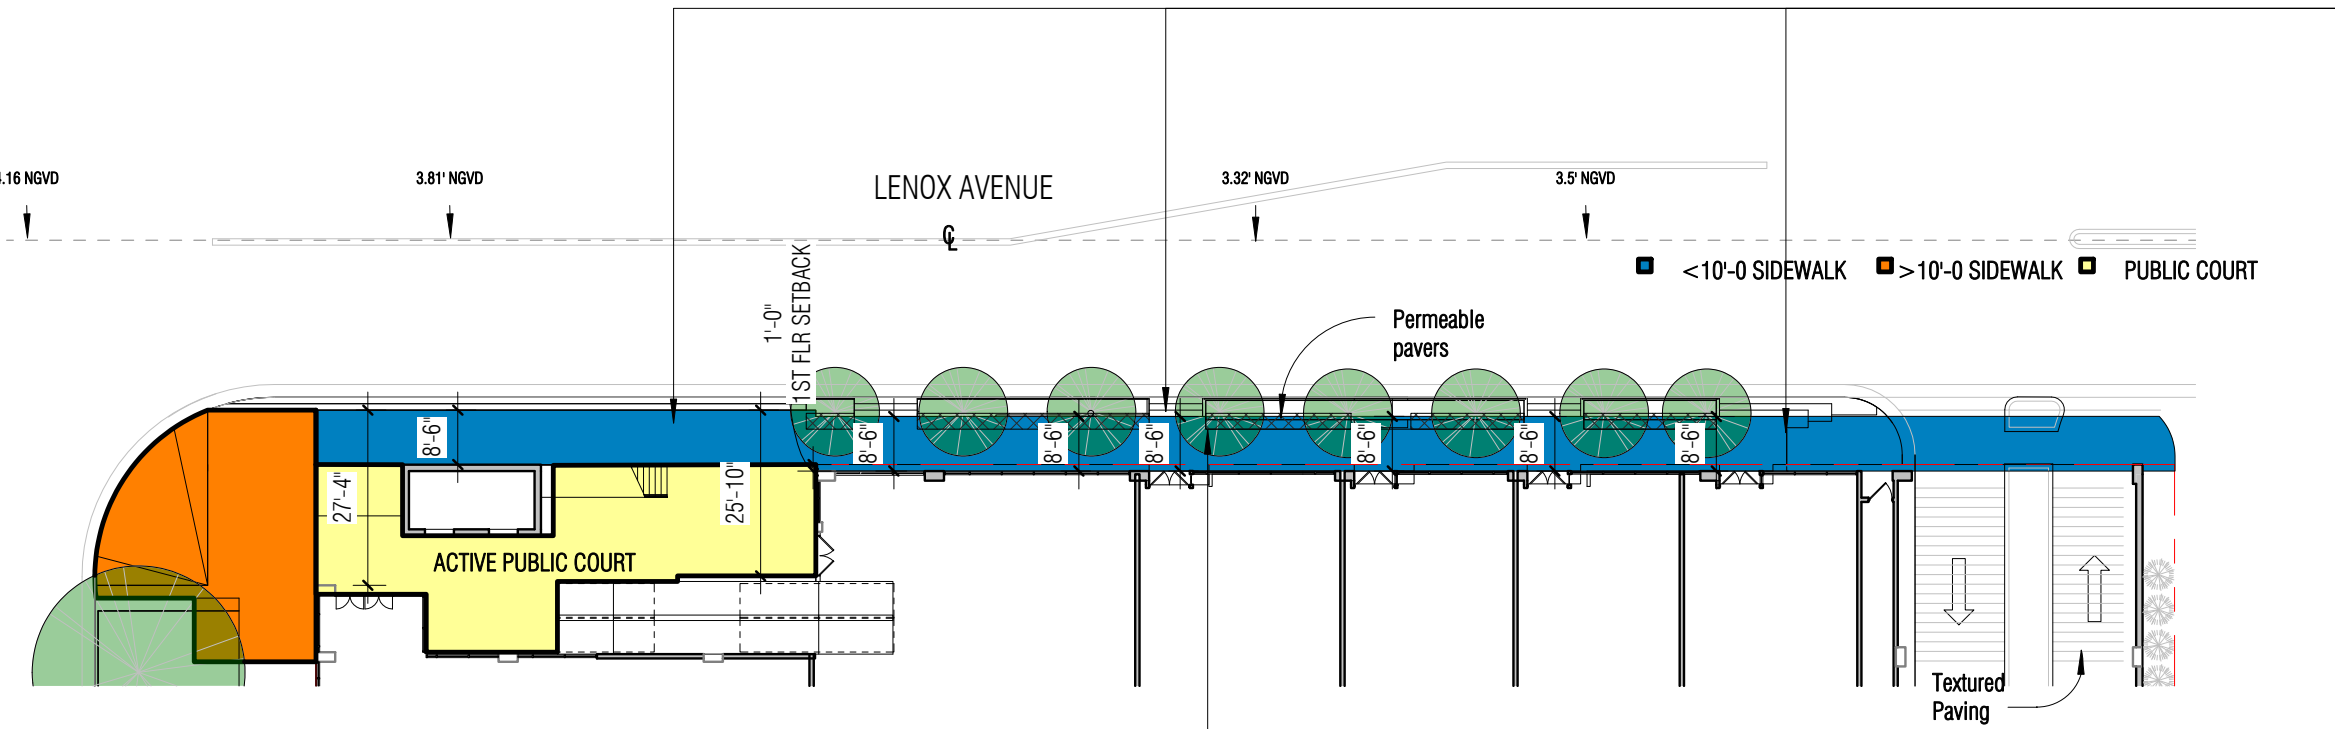 4.16 NGVD
3.81' NGVD
LENOX AVENUE
3.32' NGVD
3.5' NGVD
℄
<10'-0 SIDEWALK
>10'-0 SIDEWALK
PUBLIC COURT
1'-0"
1ST FLR SETBACK
Permeable
pavers
8'-6"
8'-6"
8'-6"
8'-6"
8'-6"
8'-6"
8'-6"
27'-4"
25'-10"
ACTIVE PUBLIC COURT
Textured
Paving